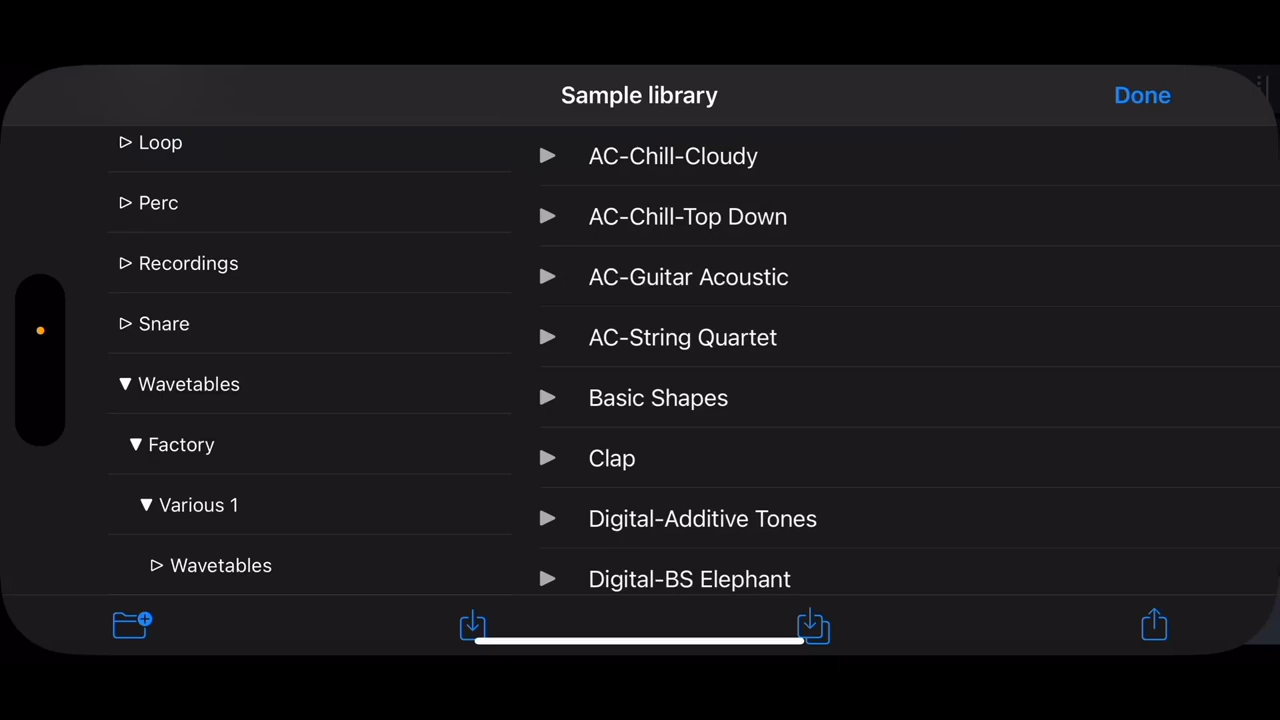 Sample library
Done
Loop
Perc
Recordings
Snare
Wavetables
Factory
Various 1
Wavetables
AC-Chill-Cloudy
AC-Chill-Top Down
AC-Guitar Acoustic
AC-String Quartet
Basic Shapes
Clap
Digital-Additive Tones
Digital-BS Elephant